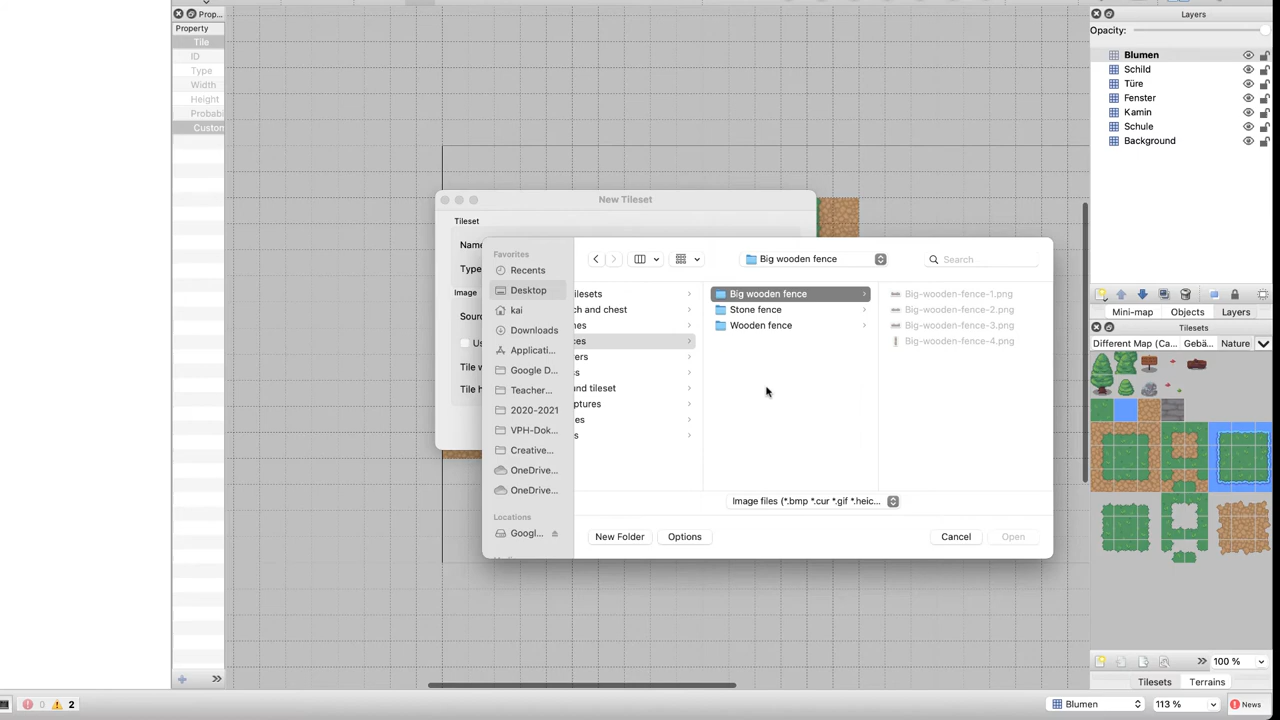 Prop...
Property
Tile
ID
Type
Width
Height
Probabi
Custom
New Tileset
Tileset
Name
Type
Image
Sour
Us
Tile w
Tile h
Favorites
Recents
Desktop
kai
Downloads
Applicati...
Google D...
Teacher...
2020-2021
VPH-Dok...
Creative...
OneDrive...
OneDrive...
Locations
Googl...
Big wooden fence
Search
ilesets
ch and chest
nes
ces
ers
s
und tileset
ptures
es
s
Big wooden fence
Stone fence
Wooden fence
Big-wooden-fence-1.png
Big-wooden-fence-2.png
Big-wooden-fence-3.png
Big-wooden-fence-4.png
Image files (*.bmp *.cur *.gif *.heic...
New Folder
Options
Cancel
Open
Layers
Opacity:
Blumen
Schild
Türe
Fenster
Kamin
Schule
Background
Mini-map
Objects
Layers
Tilesets
Different Map (Ca...
Gebä...
Nature
100 %
Tilesets
Terrains
0
2
Blumen
113 %
News